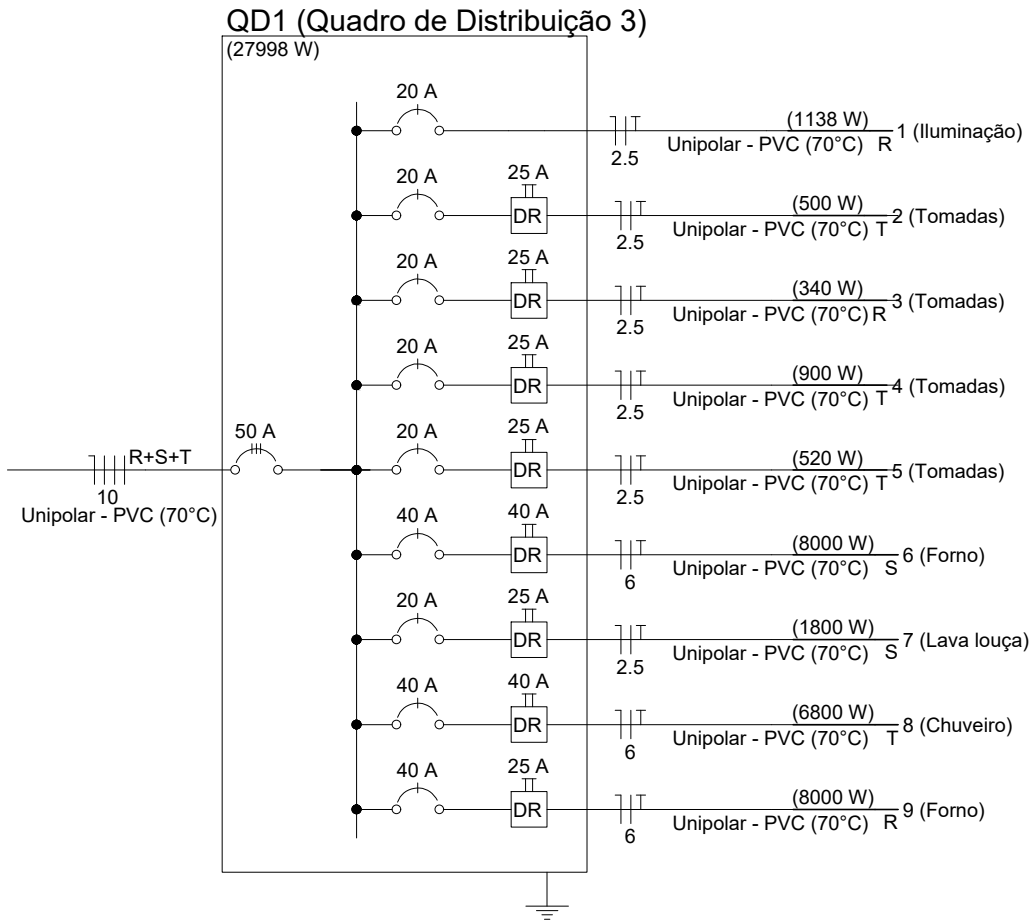 QD1 (Quadro de Distribuição 3)
(27998 W)
20 A
(1138 W)
1 (Iluminação)
2.5
Unipolar - PVC (70°C) R
20 A
25 A
DR
(500 W)
2 (Tomadas)
2.5
Unipolar - PVC (70°C) T
20 A
25 A
DR
(340 W)
3 (Tomadas)
2.5
Unipolar - PVC (70°C) R
20 A
25 A
DR
(900 W)
4 (Tomadas)
2.5
Unipolar - PVC (70°C) T
50 A
R+S+T
10
Unipolar - PVC (70°C)
20 A
25 A
DR
(520 W)
5 (Tomadas)
2.5
Unipolar - PVC (70°C) T
40 A
40 A
DR
(8000 W)
6 (Forno)
6
Unipolar - PVC (70°C) S
20 A
25 A
DR
(1800 W)
7 (Lava louça)
2.5
Unipolar - PVC (70°C) S
40 A
40 A
DR
(6800 W)
8 (Chuveiro)
6
Unipolar - PVC (70°C) T
40 A
25 A
DR
(8000 W)
9 (Forno)
6
Unipolar - PVC (70°C) R